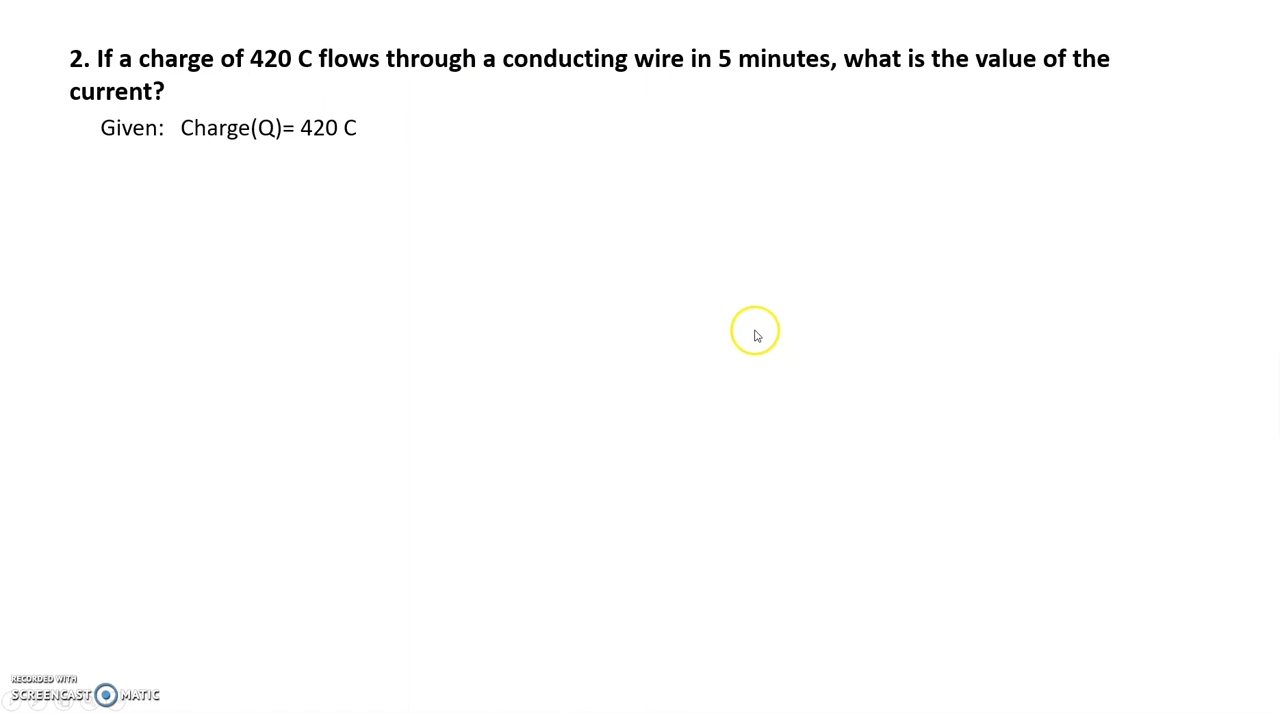 2. If a charge of 420 C flows through a conducting wire in 5 minutes, what is the value of the
current?
Given: Charge(Q)= 420 C
RECORDED WITH
SCREENCAST MATIC